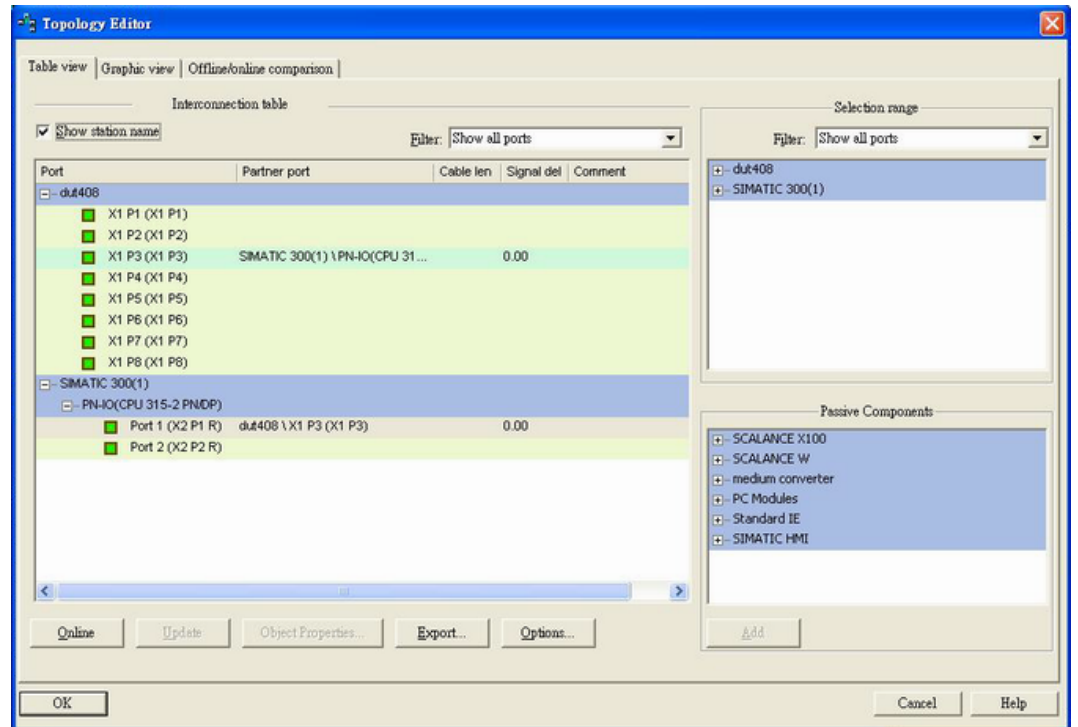 Topology Editor
Table view Graphic view Offline/online comparison
Interconnection table
Show station name
Filter: Show all ports
Port Partner port Cable len Signal del Comment
dut408
X1 P1 (X1 P1)
X1 P2 (X1 P2)
X1 P3 (X1 P3) SIMATIC 300(1) \ PN-IO(CPU 31... 0.00
X1 P4 (X1 P4)
X1 P5 (X1 P5)
X1 P6 (X1 P6)
X1 P7 (X1 P7)
X1 P8 (X1 P8)
SIMATIC 300(1)
PN-IO(CPU 315-2 PN/DP)
Port 1 (X2 P1 R) dut408 \ X1 P3 (X1 P3) 0.00
Port 2 (X2 P2 R)
Online Update Object Properties... Export... Options...
Selection range
Filter: Show all ports
dut408
SIMATIC 300(1)
Passive Components
SCALANCE X100
SCALANCE W
medium converter
PC Modules
Standard IE
SIMATIC HMI
Add
OK Cancel Help